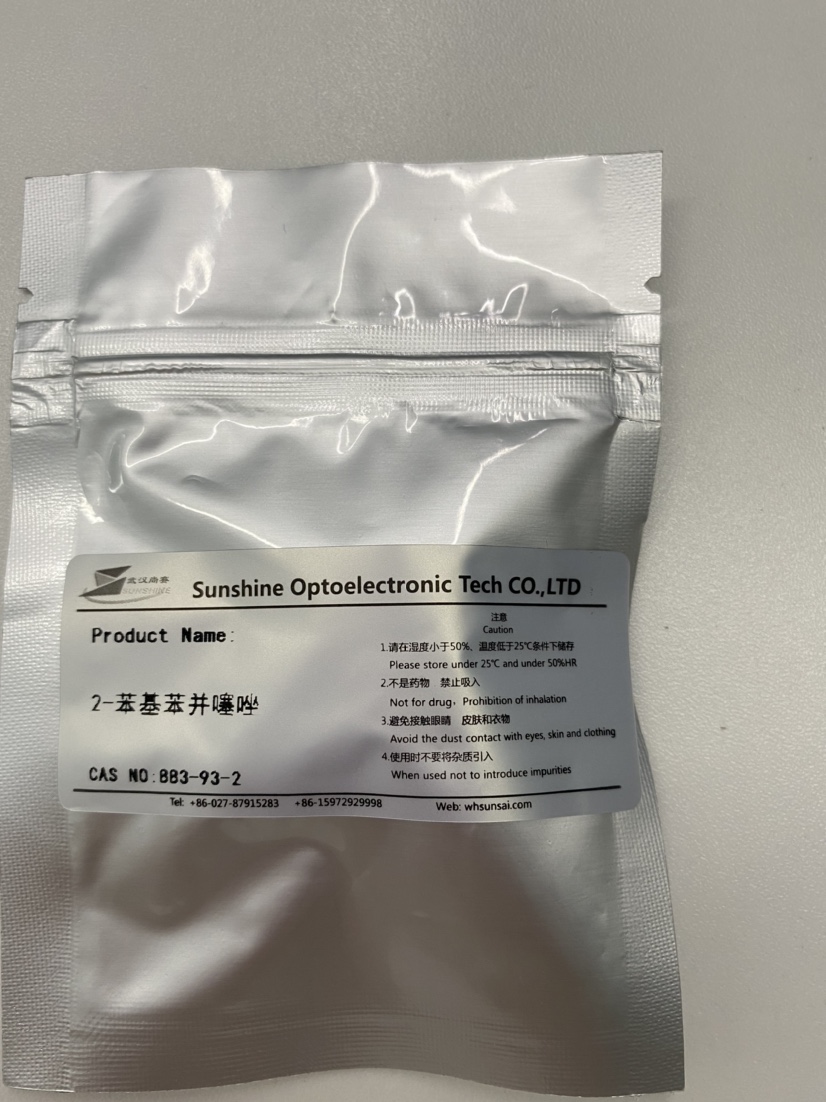 武汉尚赛
SUNSHINE
Sunshine Optoelectronic Tech CO.,LTD
Product Name:
2-苯基苯并噻唑
CAS NO:883-93-2
注意
Caution
1.请在湿度小于50%、温度低于25℃条件下储存
Please store under 25℃ and under 50%HR
2.不是药物 禁止吸入
Not for drug，Prohibition of inhalation
3.避免接触眼睛 皮肤和衣物
Avoid the dust contact with eyes, skin and clothing
4.使用时不要将杂质引入
When used not to introduce impurities
Tel: +86-027-87915283 +86-15972929998 Web: whsunsai.com